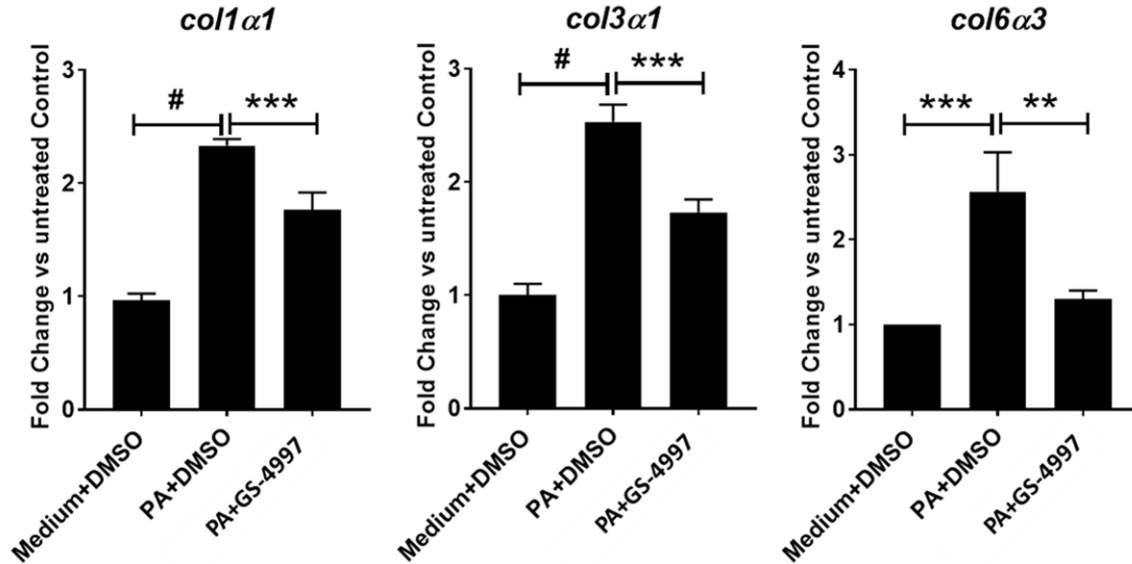 col1α1
Fold Change vs untreated Control
3
2
1
0
#
***
Medium+DMSO
PA+DMSO
PA+GS-4997
col3α1
Fold Change vs untreated Control
3
2
1
0
#
***
Medium+DMSO
PA+DMSO
PA+GS-4997
col6α3
Fold Change vs untreated Control
4
3
2
1
0
***
**
Medium+DMSO
PA+DMSO
PA+GS-4997